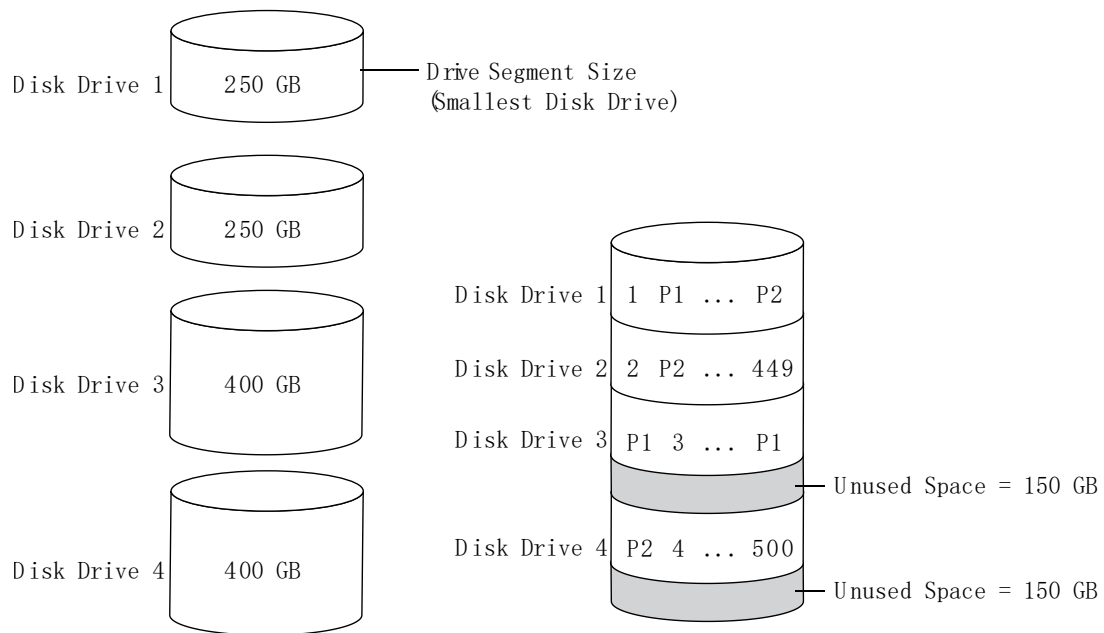 Disk Drive 1
250 GB
Drive Segment Size
(Smallest Disk Drive)
Disk Drive 2
250 GB
Disk Drive 3
400 GB
Disk Drive 4
400 GB
Disk Drive 1
1 P1 ... P2
Disk Drive 2
2 P2 ... 449
Disk Drive 3
P1 3 ... P1
Unused Space = 150 GB
Disk Drive 4
P2 4 ... 500
Unused Space = 150 GB